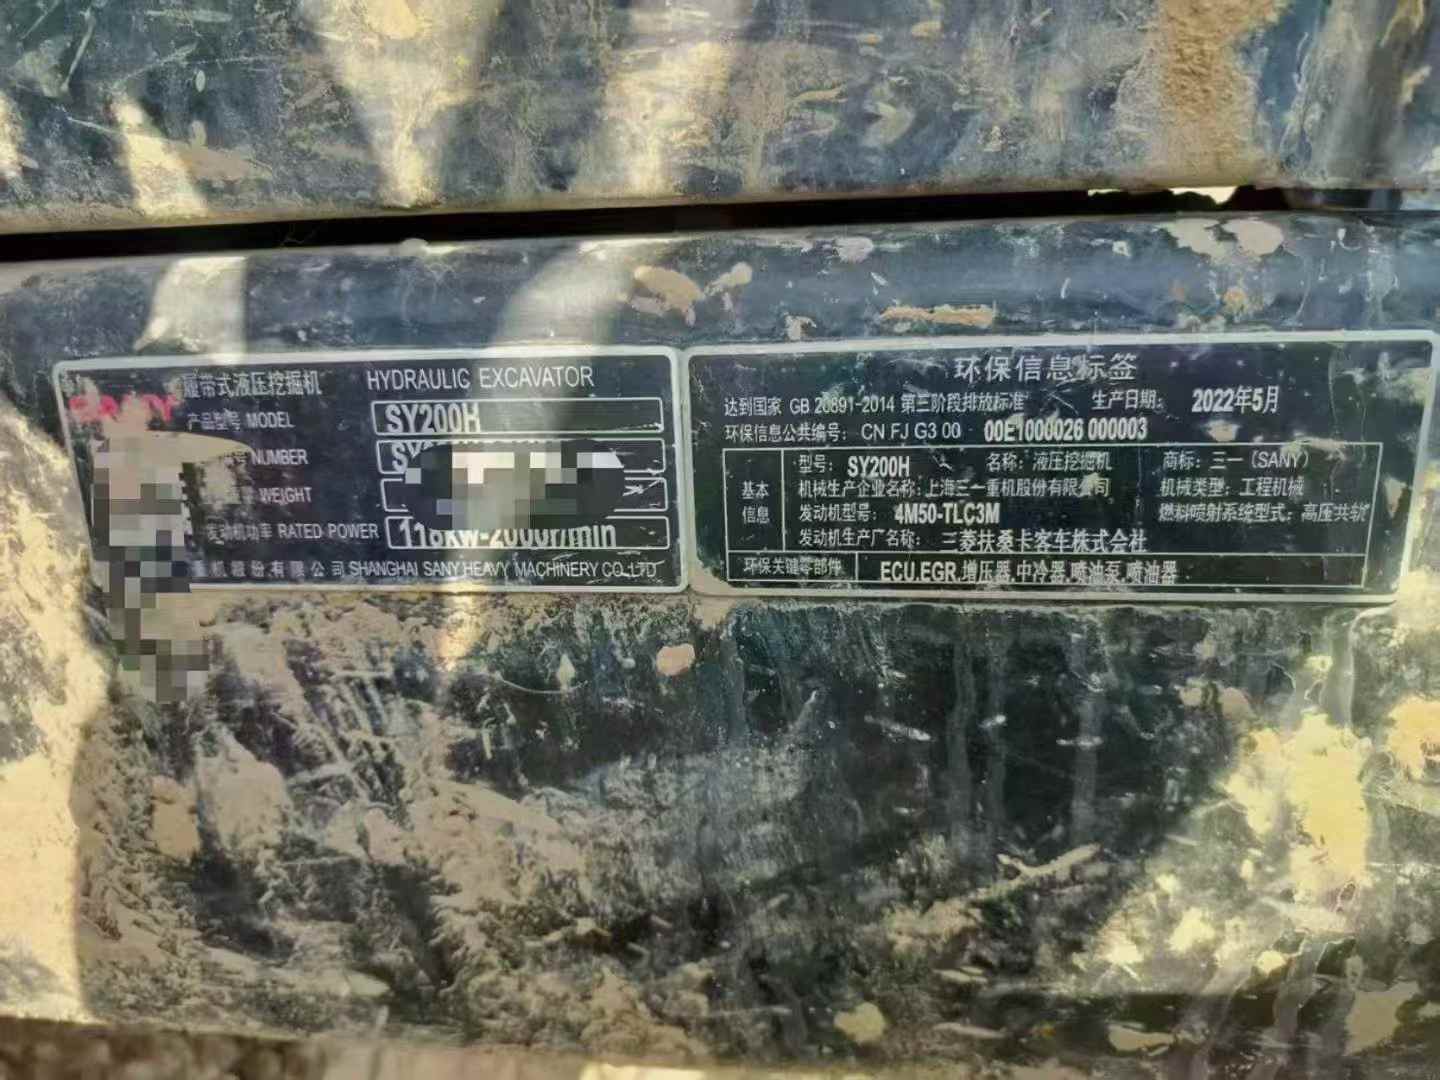 履带式液压挖掘机 HYDRAULIC EXCAVATOR
SANY
产品型号 MODEL SY200H
NUMBER
WEIGHT
发动机功率 RATED POWER 118kw-2000r/min
重机股份有限公司 SHANGHAI SANY HEAVY MACHINERY CO.,LTD
环保信息标签
达到国家 GB 20891-2014 第三阶段排放标准 生产日期: 2022年5月
环保信息公共编号: CN FJ G3 00 00E1000026 000003
基本信息
型号: SY200H 名称: 液压挖掘机 商标: 三一(SANY)
机械生产企业名称: 上海三一重机股份有限公司 机械类型: 工程机械
发动机型号: 4M50-TLC3M 燃料喷射系统型式: 高压共轨
发动机生产厂名称: 三菱扶桑卡客车株式会社
环保关键零部件 ECU.EGR.增压器.中冷器.喷油泵.喷油器